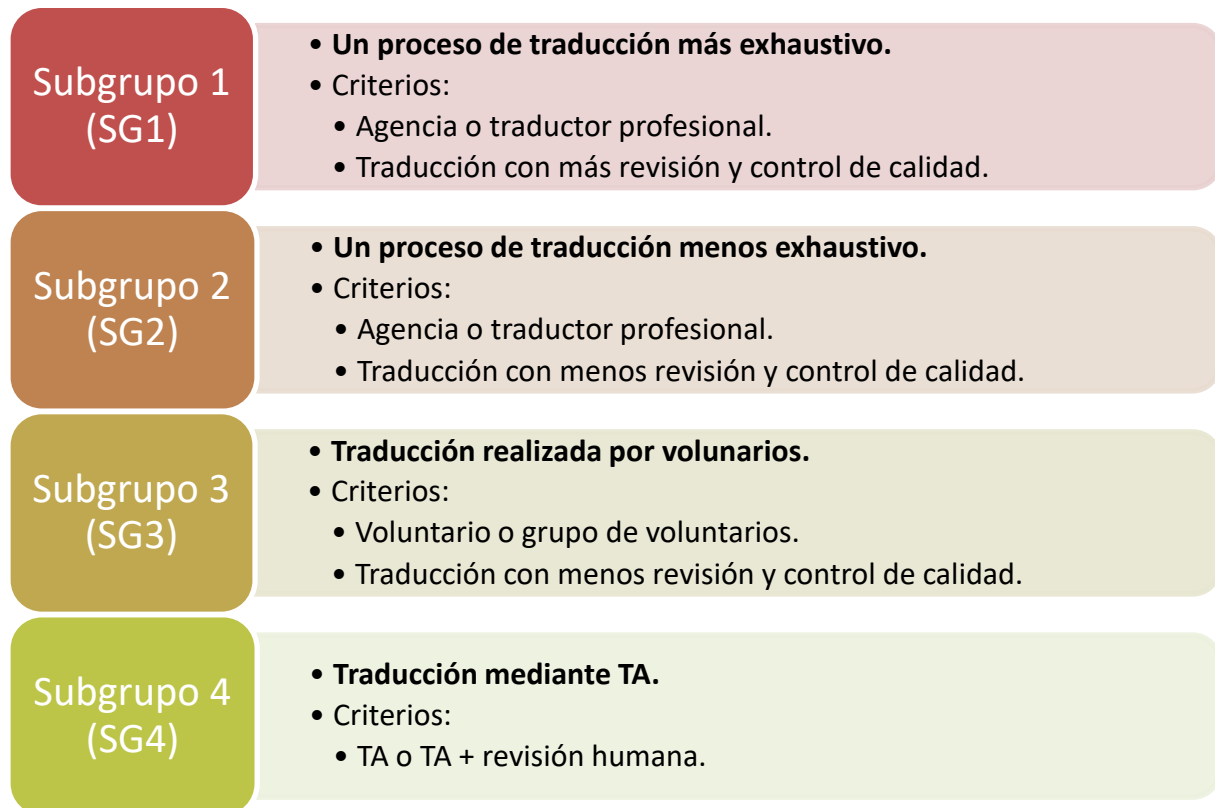 Subgrupo 1
(SG1)
• Un proceso de traducción más exhaustivo.
• Criterios:
• Agencia o traductor profesional.
• Traducción con más revisión y control de calidad.
Subgrupo 2
(SG2)
• Un proceso de traducción menos exhaustivo.
• Criterios:
• Agencia o traductor profesional.
• Traducción con menos revisión y control de calidad.
Subgrupo 3
(SG3)
• Traducción realizada por volunarios.
• Criterios:
• Voluntario o grupo de voluntarios.
• Traducción con menos revisión y control de calidad.
Subgrupo 4
(SG4)
• Traducción mediante TA.
• Criterios:
• TA o TA + revisión humana.